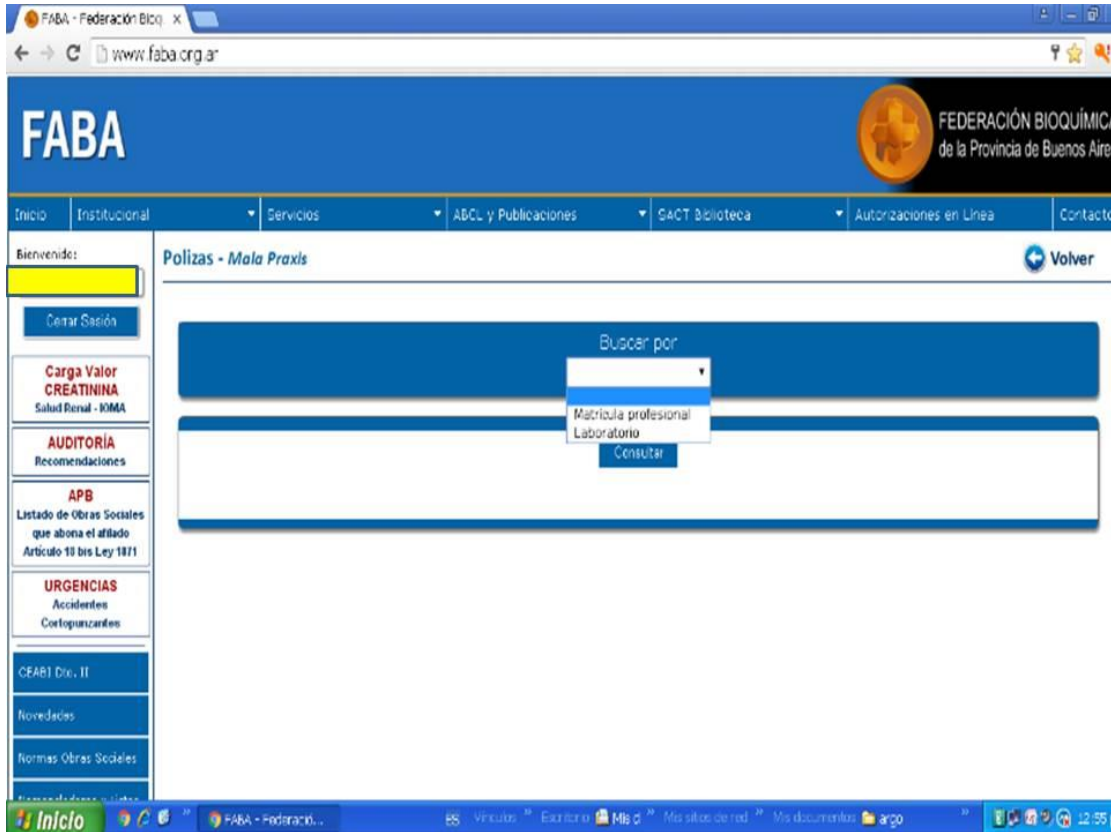 FABA - Federación Bioq.
www.faba.org.ar
FABA
FEDERACIÓN BIOQUÍMICA
de la Provincia de Buenos Aire
Inicio
Institucional
Servicios
ABCL y Publicaciones
SACT Biblioteca
Autorizaciones en Línea
Contacto
Bienvenido:
Cerrar Sesión
Polizas - Mala Praxis
Volver
Buscar por
Matrícula profesional
Laboratorio
Consultar
Carga Valor
CREATININA
Salud Renal - IOMA
AUDITORÍA
Recomendaciones
APB
Listado de Obras Sociales
que abona el afiliado
Artículo 18 bis Ley 1871
URGENCIAS
Accidentes
Cortopunzantes
CEABI Dto. II
Novedades
Normas Obras Sociales
Inicio
FABA - Federació...
ES
Vínculos
Escritorio
Mis d
Mis sitios de red
Mis documentos
argo
12:55